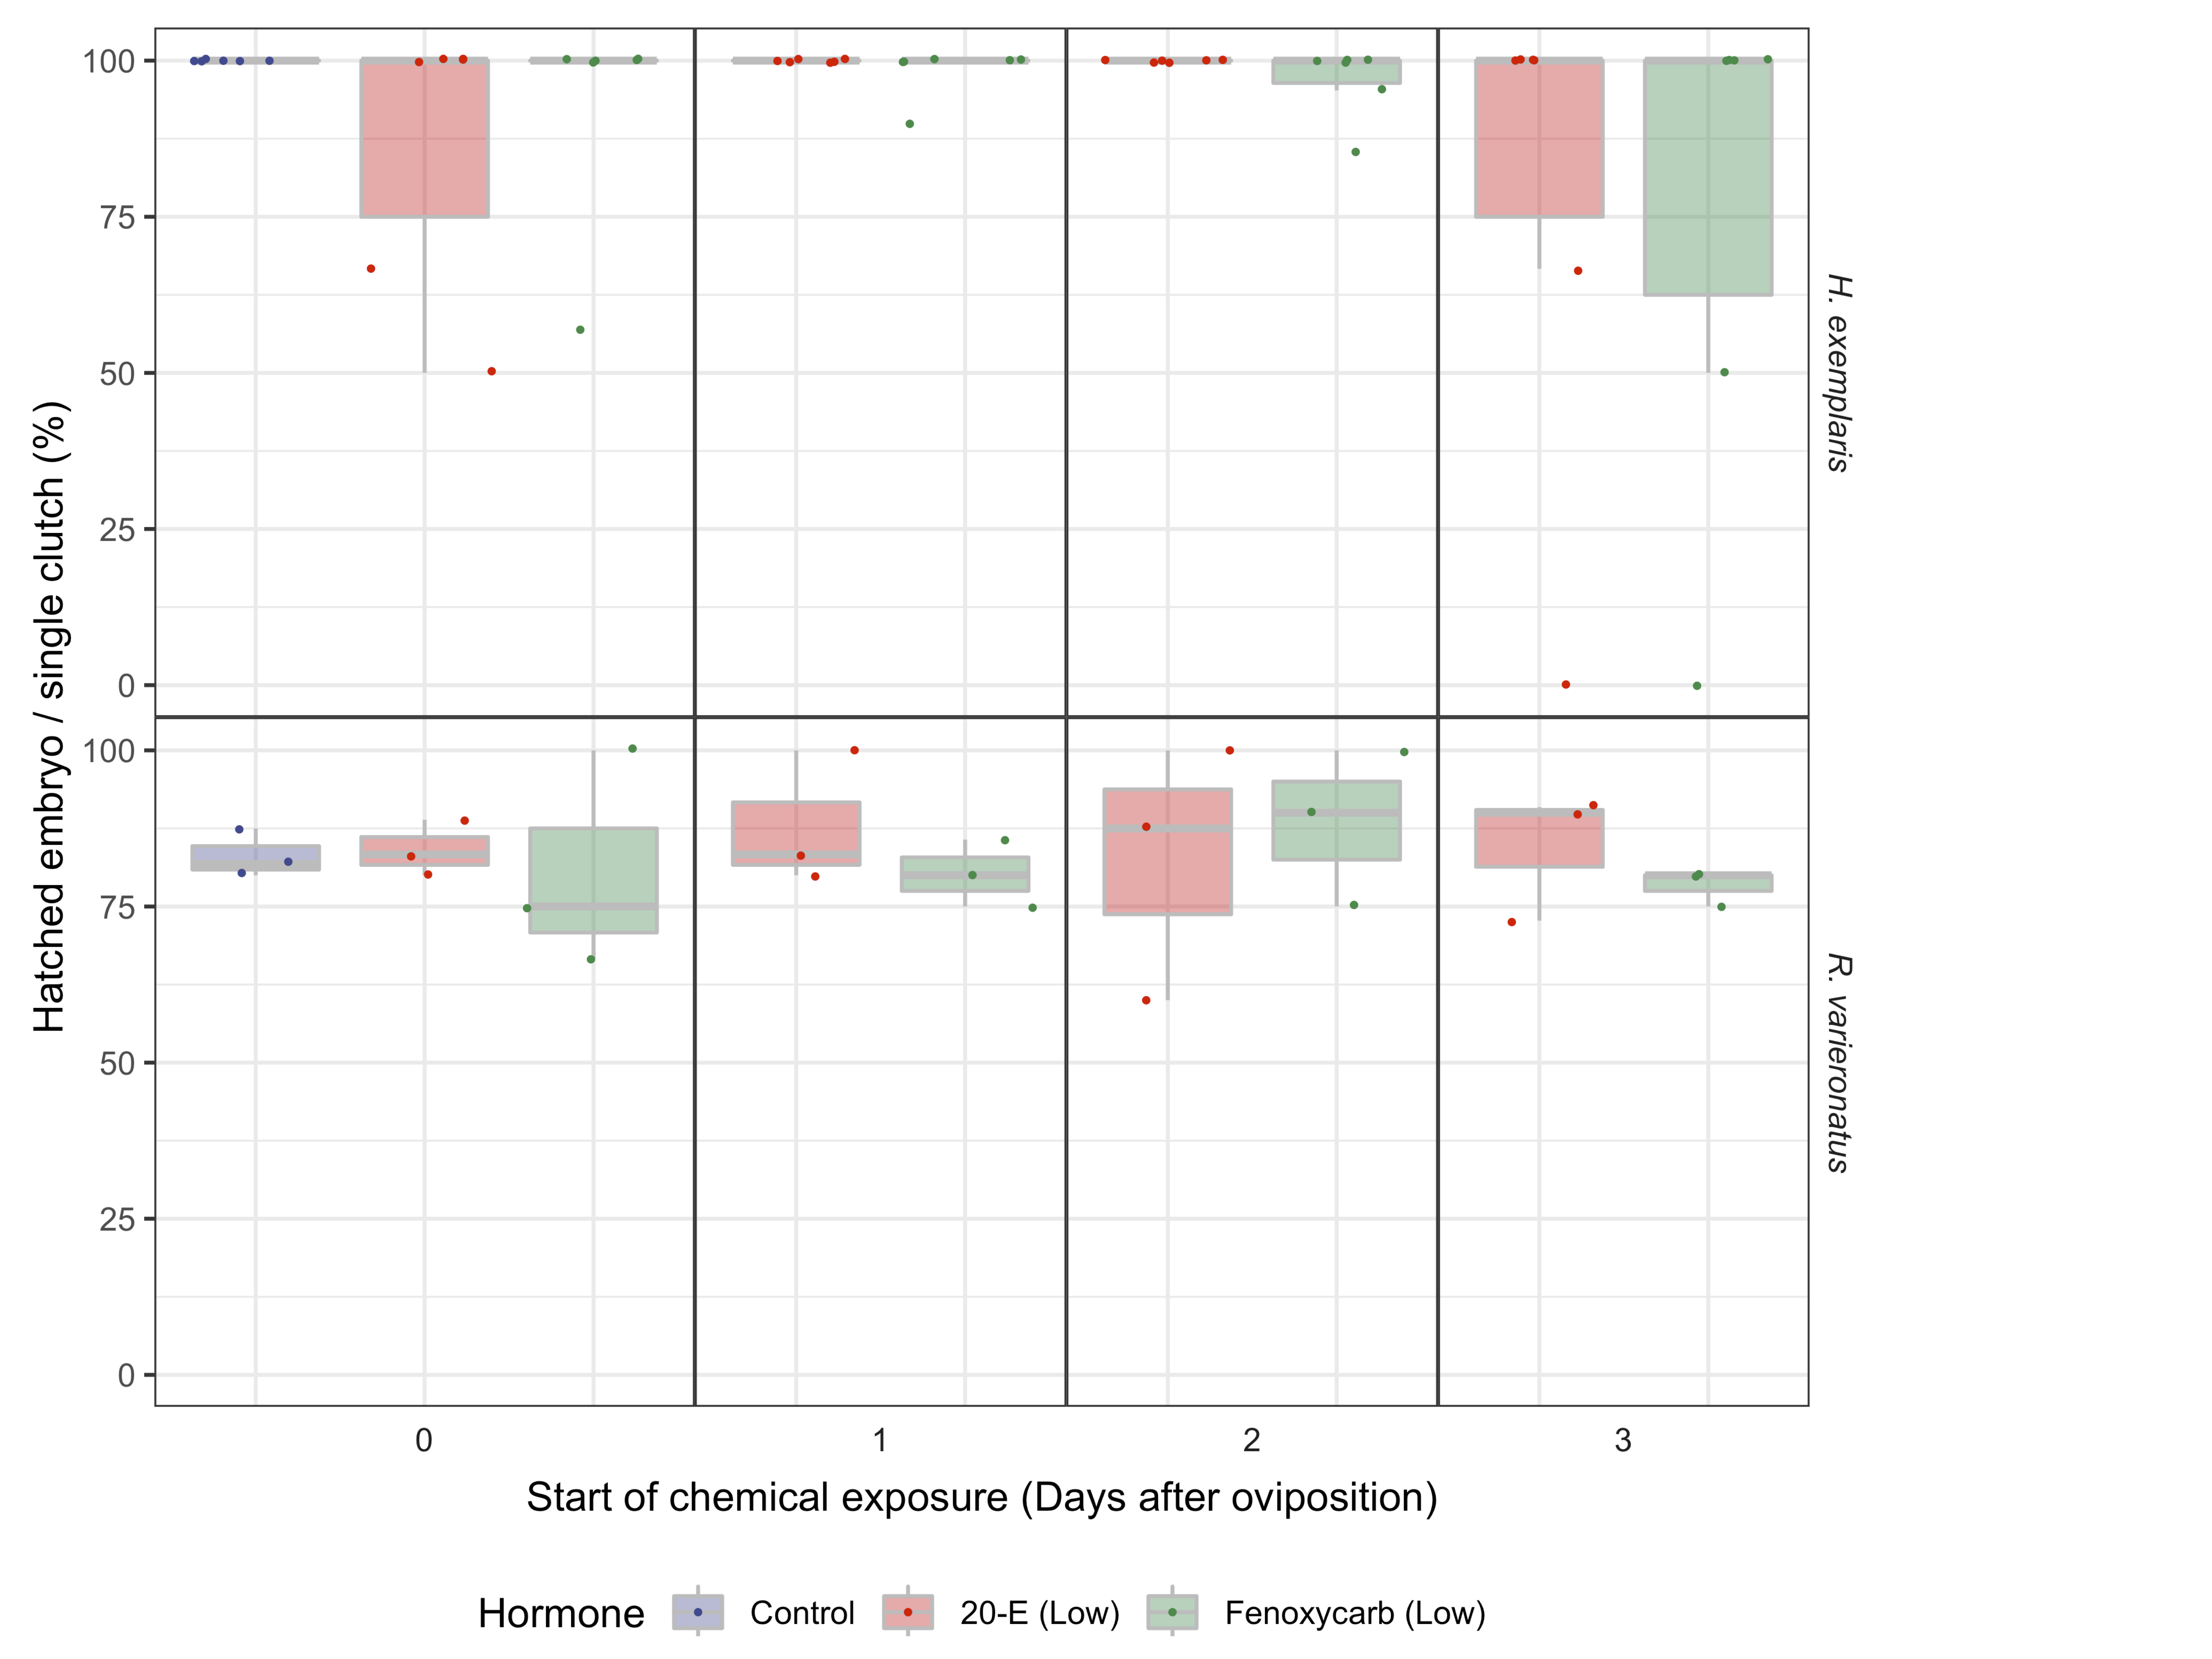 100
75
50
25
0
H. exemplaris
100
75
50
25
0
R. varieronatus
Hatched embryo / single clutch (%)
0 1 2 3
Start of chemical exposure (Days after oviposition)
Hormone Control 20-E (Low) Fenoxycarb (Low)